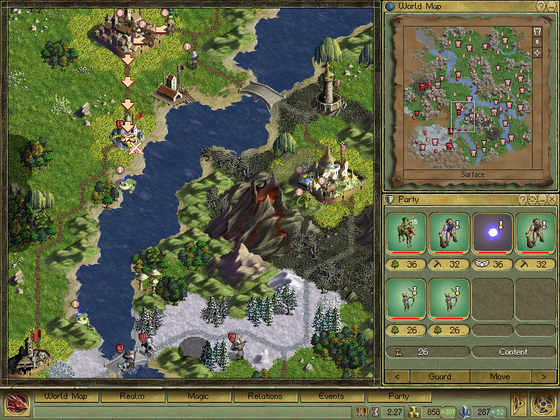 World Map
Surface
Party
36
32
36
32
26
26
26
Content
Guard
Move
World Map
Realm
Magic
Relations
Events
Party
2:27
858
287